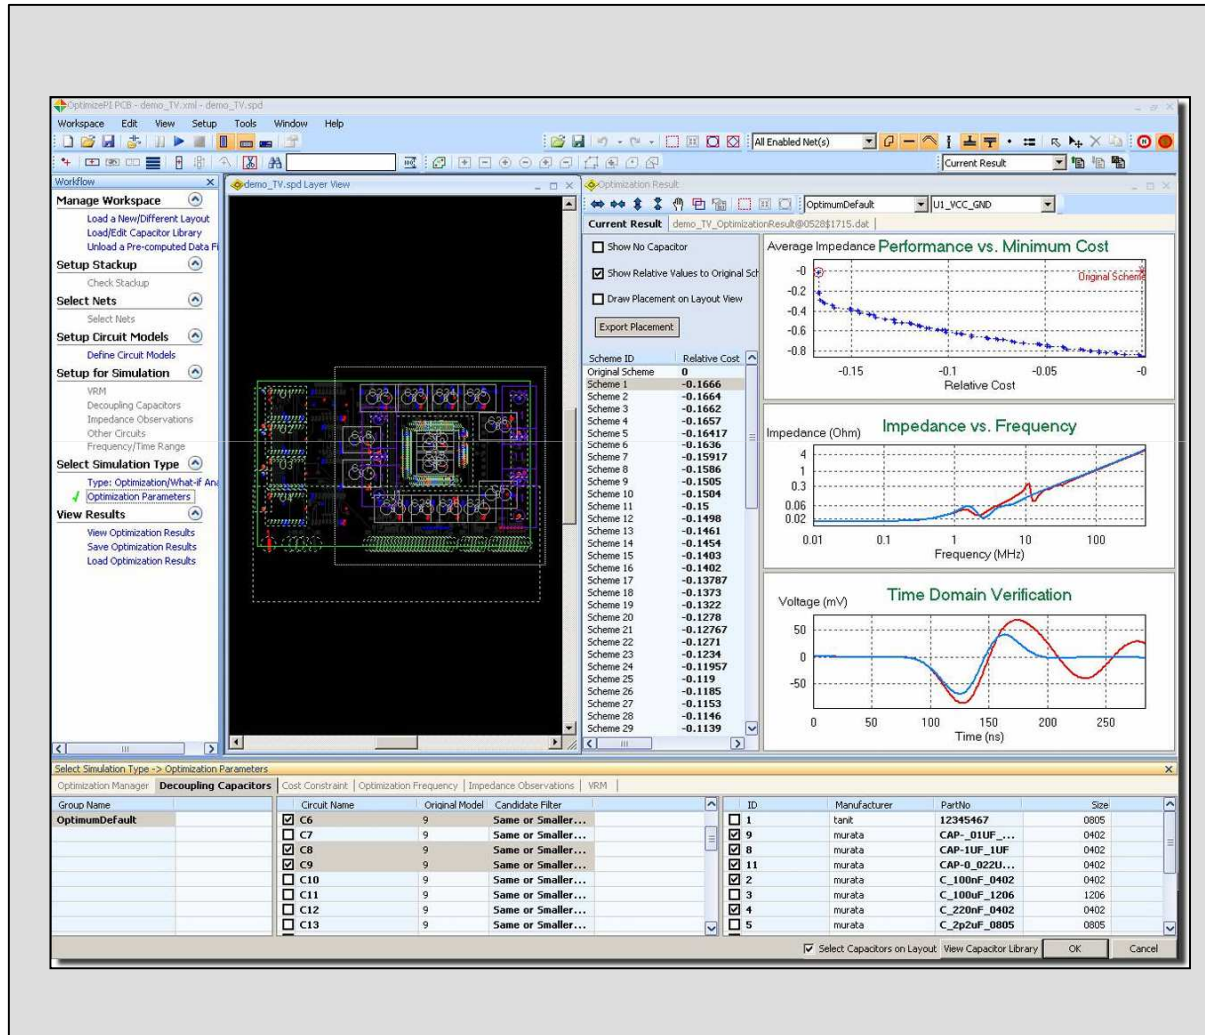 OptimizePI PCB - demo_TV.xml - demo_TV.spd
Workspace Edit View Setup Tools Window Help
All Enabled Net(s)
Current Result
Workflow
Manage Workspace
Load a New/Different Layout
Load/Edit Capacitor Library
Unload a Pre-computed Data Fi
Setup Stackup
Check Stackup
Select Nets
Select Nets
Setup Circuit Models
Define Circuit Models
Setup for Simulation
VRM
Decoupling Capacitors
Impedance Observations
Other Circuits
Frequency/Time Range
Select Simulation Type
Type: Optimization/What-if Ana
Optimization Parameters
View Results
View Optimization Results
Save Optimization Results
Load Optimization Results
demo_TV.spd Layer View
Optimization Result
OptimumDefault U1_VCC_GND
Current Result demo_TV_OptimizationResult@0528$1715.dat
Show No Capacitor
Show Relative Values to Original Sch
Draw Placement on Layout View
Export Placement
Scheme ID Relative Cost
Original Scheme 0
Scheme 1 -0.1666
Scheme 2 -0.1664
Scheme 3 -0.1662
Scheme 4 -0.1657
Scheme 5 -0.16417
Scheme 6 -0.1636
Scheme 7 -0.15917
Scheme 8 -0.1586
Scheme 9 -0.1505
Scheme 10 -0.1504
Scheme 11 -0.15
Scheme 12 -0.1498
Scheme 13 -0.1461
Scheme 14 -0.1454
Scheme 15 -0.1403
Scheme 16 -0.1402
Scheme 17 -0.13787
Scheme 18 -0.1373
Scheme 19 -0.1322
Scheme 20 -0.1278
Scheme 21 -0.12767
Scheme 22 -0.1271
Scheme 23 -0.1234
Scheme 24 -0.11957
Scheme 25 -0.119
Scheme 26 -0.1185
Scheme 27 -0.1153
Scheme 28 -0.1146
Scheme 29 -0.1139
Average Impedance Performance vs. Minimum Cost
-0
Original Scheme
-0.2
-0.4
-0.6
-0.8
-0.15 -0.1 -0.05 -0
Relative Cost
Impedance (Ohm) Impedance vs. Frequency
4
1
0.3
0.06
0.02
0.01 0.1 1 10 100
Frequency (MHz)
Voltage (mV) Time Domain Verification
50
0
-50
0 50 100 150 200 250
Time (ns)
Select Simulation Type -> Optimization Parameters
Optimization Manager Decoupling Capacitors Cost Constraint Optimization Frequency Impedance Observations VRM
Group Name
OptimumDefault
Circuit Name Original Model Candidate Filter
C6 9 Same or Smaller...
C7 9 Same or Smaller...
C8 9 Same or Smaller...
C9 9 Same or Smaller...
C10 9 Same or Smaller...
C11 9 Same or Smaller...
C12 9 Same or Smaller...
C13 9 Same or Smaller...
ID Manufacturer PartNo Size
1 tanit 12345467 0805
9 murata CAP-_01UF_... 0402
8 murata CAP-1UF_1UF 0402
11 murata CAP-0_022U... 0402
2 murata C_100nF_0402 0402
3 murata C_100uF_1206 1206
4 murata C_220nF_0402 0402
5 murata C_2p2uF_0805 0805
Select Capacitors on Layout View Capacitor Library OK Cancel